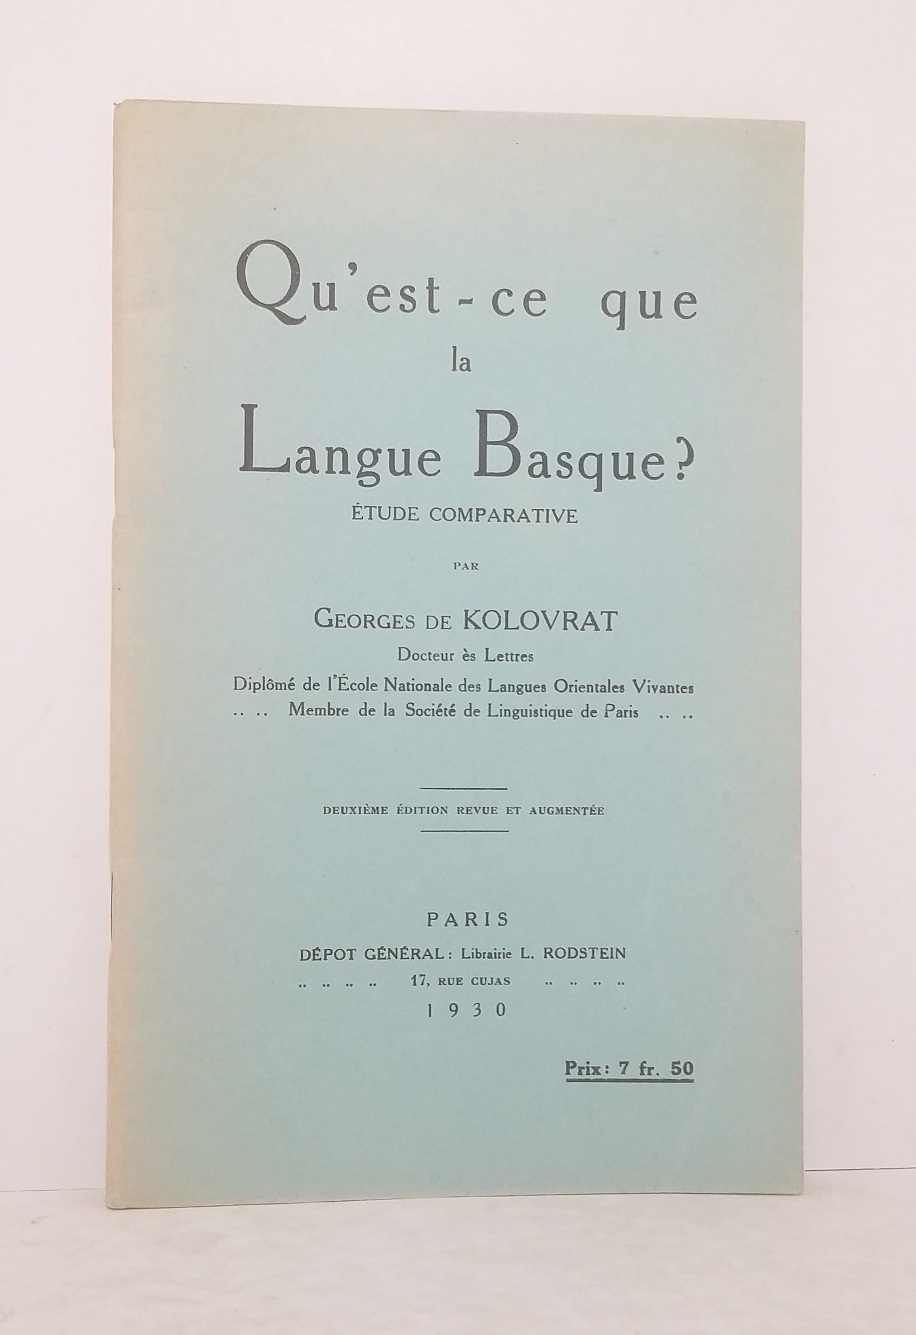 Qu'est-ce que
la
Langue Basque?
ÉTUDE COMPARATIVE
PAR
GEORGES DE KOLOVRAT
Docteur ès Lettres
Diplômé de l'École Nationale des Langues Orientales Vivantes
.. .. Membre de la Société de Linguistique de Paris .. ..
DEUXIÈME ÉDITION REVUE ET AUGMENTÉE
PARIS
DÉPOT GÉNÉRAL: Librairie L. RODSTEIN
.. .. .. .. 17, RUE CUJAS .. .. .. ..
1930
Prix: 7 fr. 50